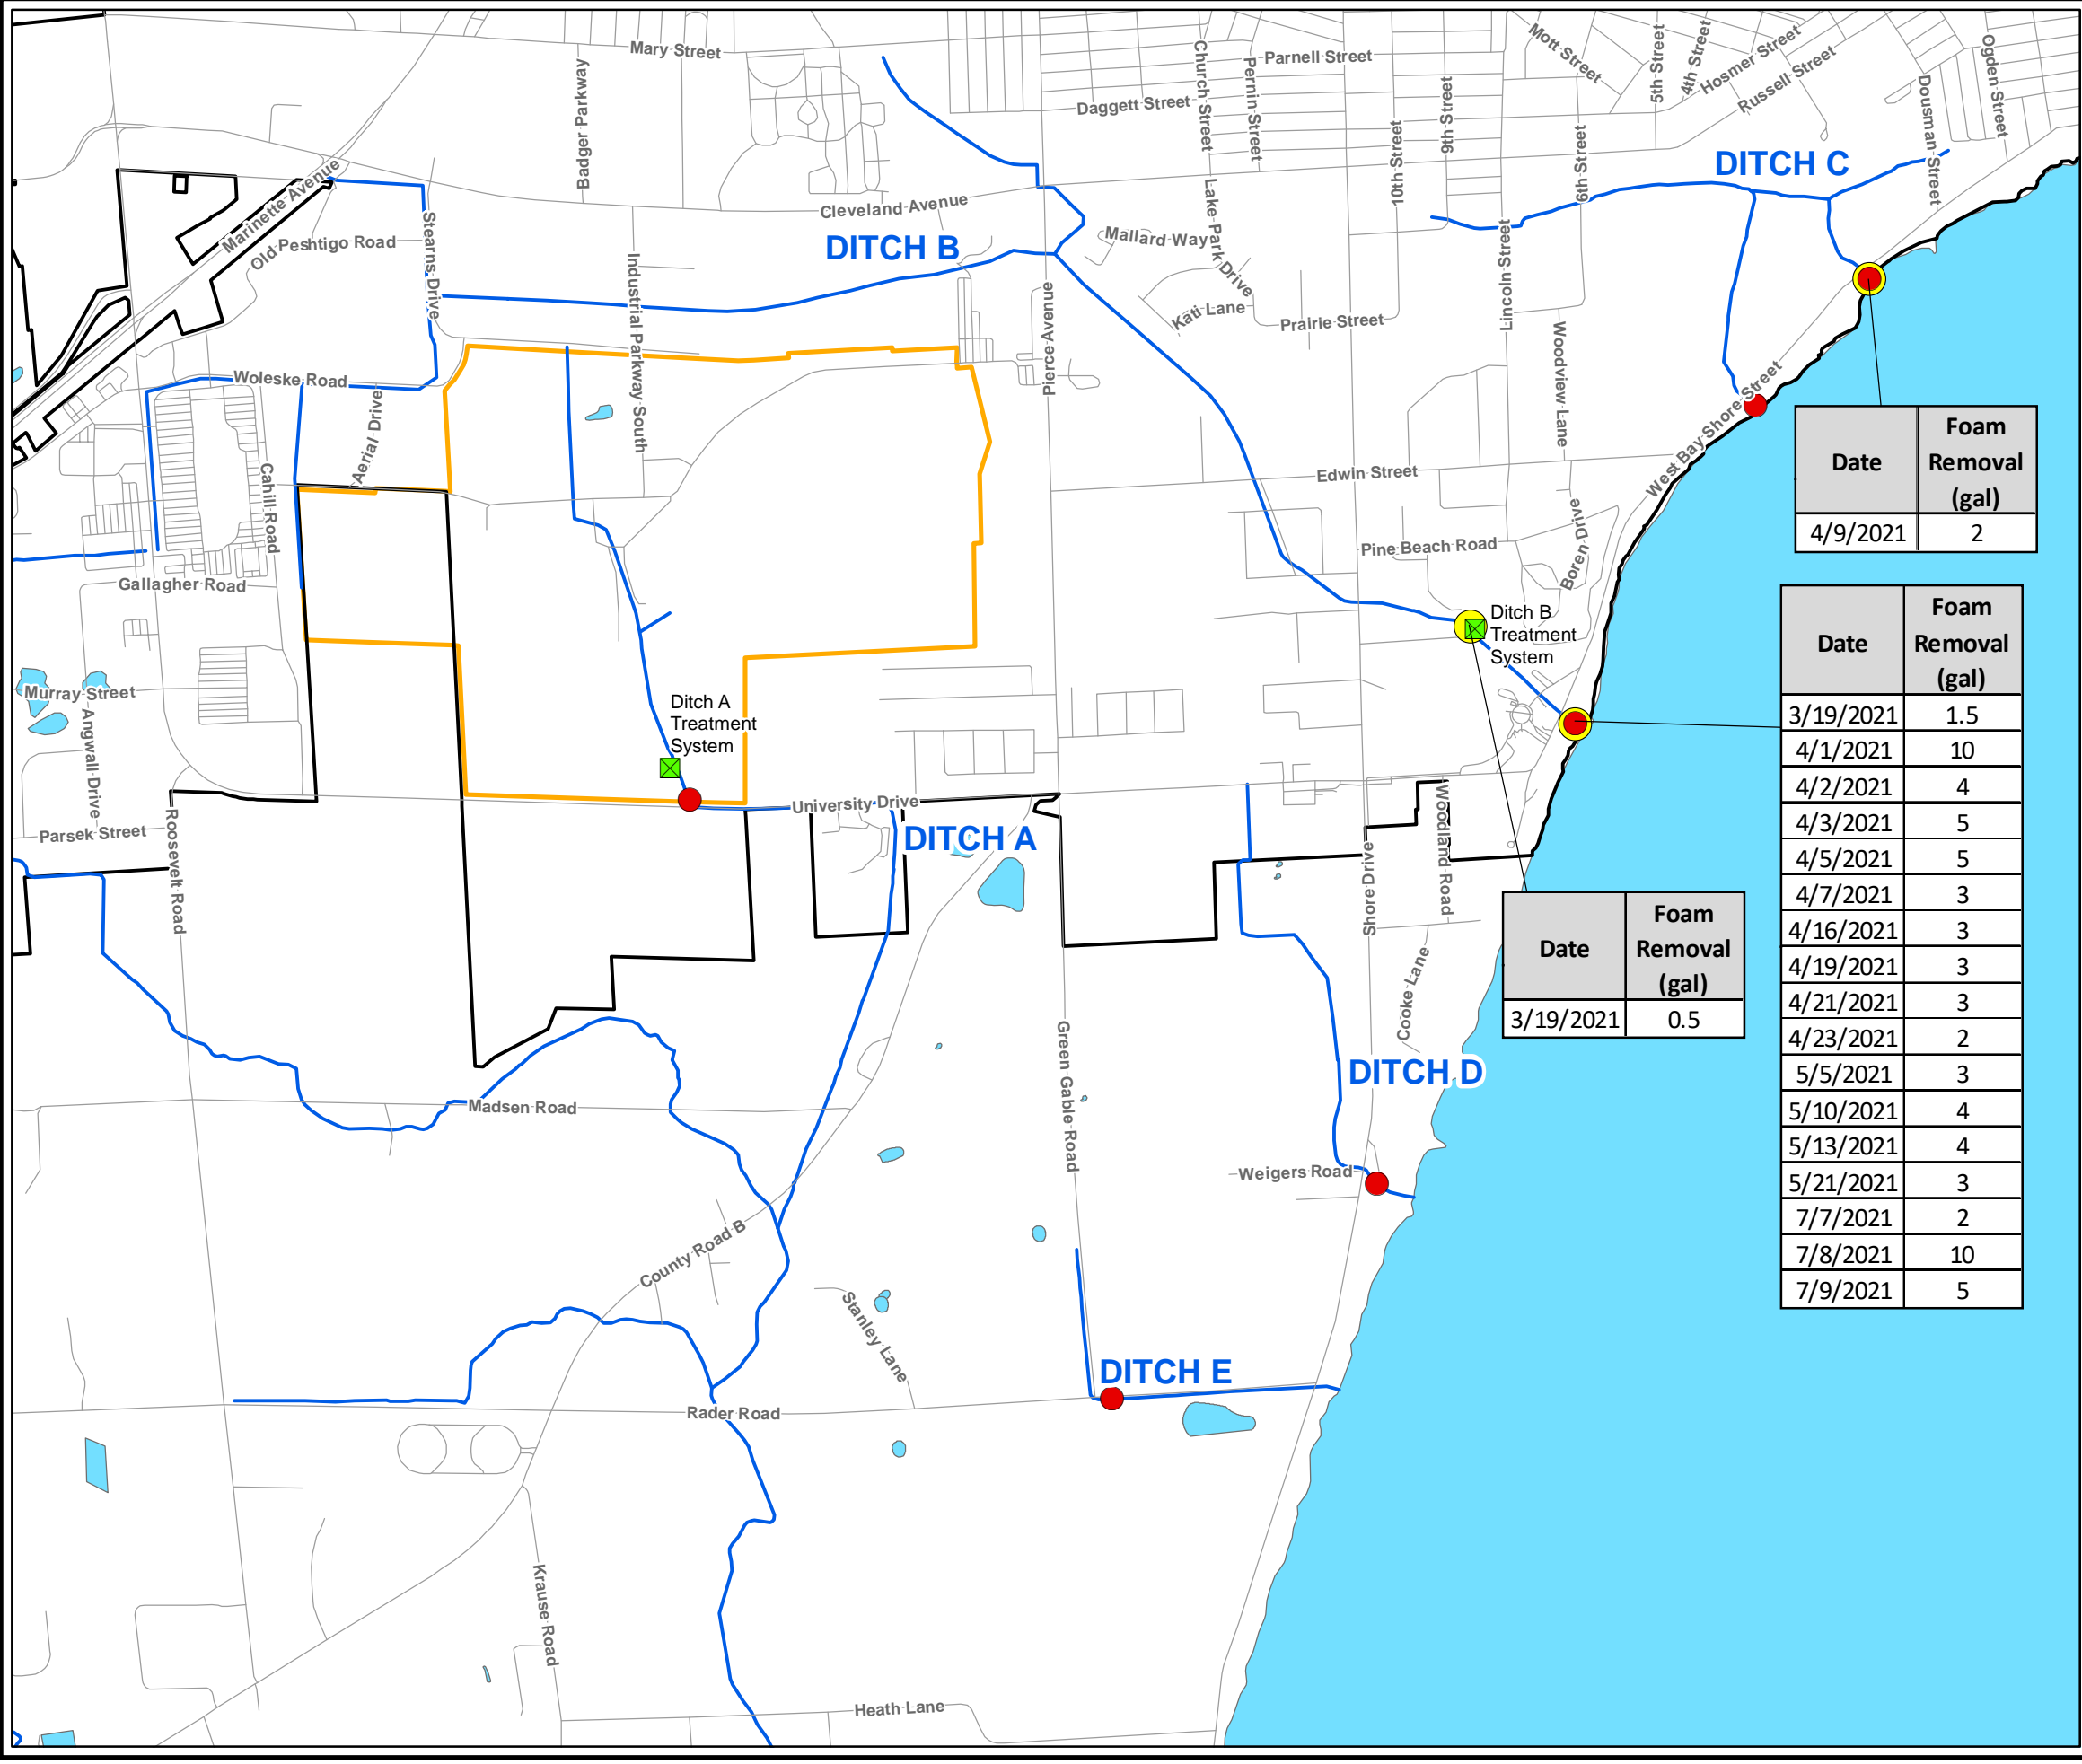 Mary Street
Badger Parkway
Church Street
Pernin Street
Parnell Street
Daggett Street
10th Street
9th Street
Mott Street
6th Street
5th Street
4th Street
Hosmer Street
Russell Street
Dousman Street
Ogden Street
DITCH C
Marinette Avenue
Old Peshtigo Road
Stearns Drive
Cleveland Avenue
DITCH B
Mallard Way
Lake Park Drive
Kati Lane
Prairie Street
Lincoln Street
Woodview Lane
Industrial Parkway South
Pierce Avenue
Woleske Road
Aerial Drive
Cahill Road
West Bay Shore Street
Edwin Street
Pine Beach Road
Boren Drive
Gallagher Road
Murray Street
Angwall Drive
Parsek Street
Roosevelt Road
Ditch A
Treatment
System
Ditch B
Treatment
System
University Drive
DITCH A
Shore Drive
Woodland Road
Cooke Lane
Green Gable Road
DITCH D
Madsen Road
Weigers Road
County Road B
Stanley Lane
DITCH E
Rader Road
Krause Road
Heath Lane
Date
Foam
Removal
(gal)
4/9/2021 2
Date
Foam
Removal
(gal)
3/19/2021 1.5
4/1/2021 10
4/2/2021 4
4/3/2021 5
4/5/2021 5
4/7/2021 3
4/16/2021 3
4/19/2021 3
4/21/2021 3
4/23/2021 2
5/5/2021 3
5/10/2021 4
5/13/2021 4
5/21/2021 3
7/7/2021 2
7/8/2021 10
7/9/2021 5
Date
Foam
Removal
(gal)
3/19/2021 0.5